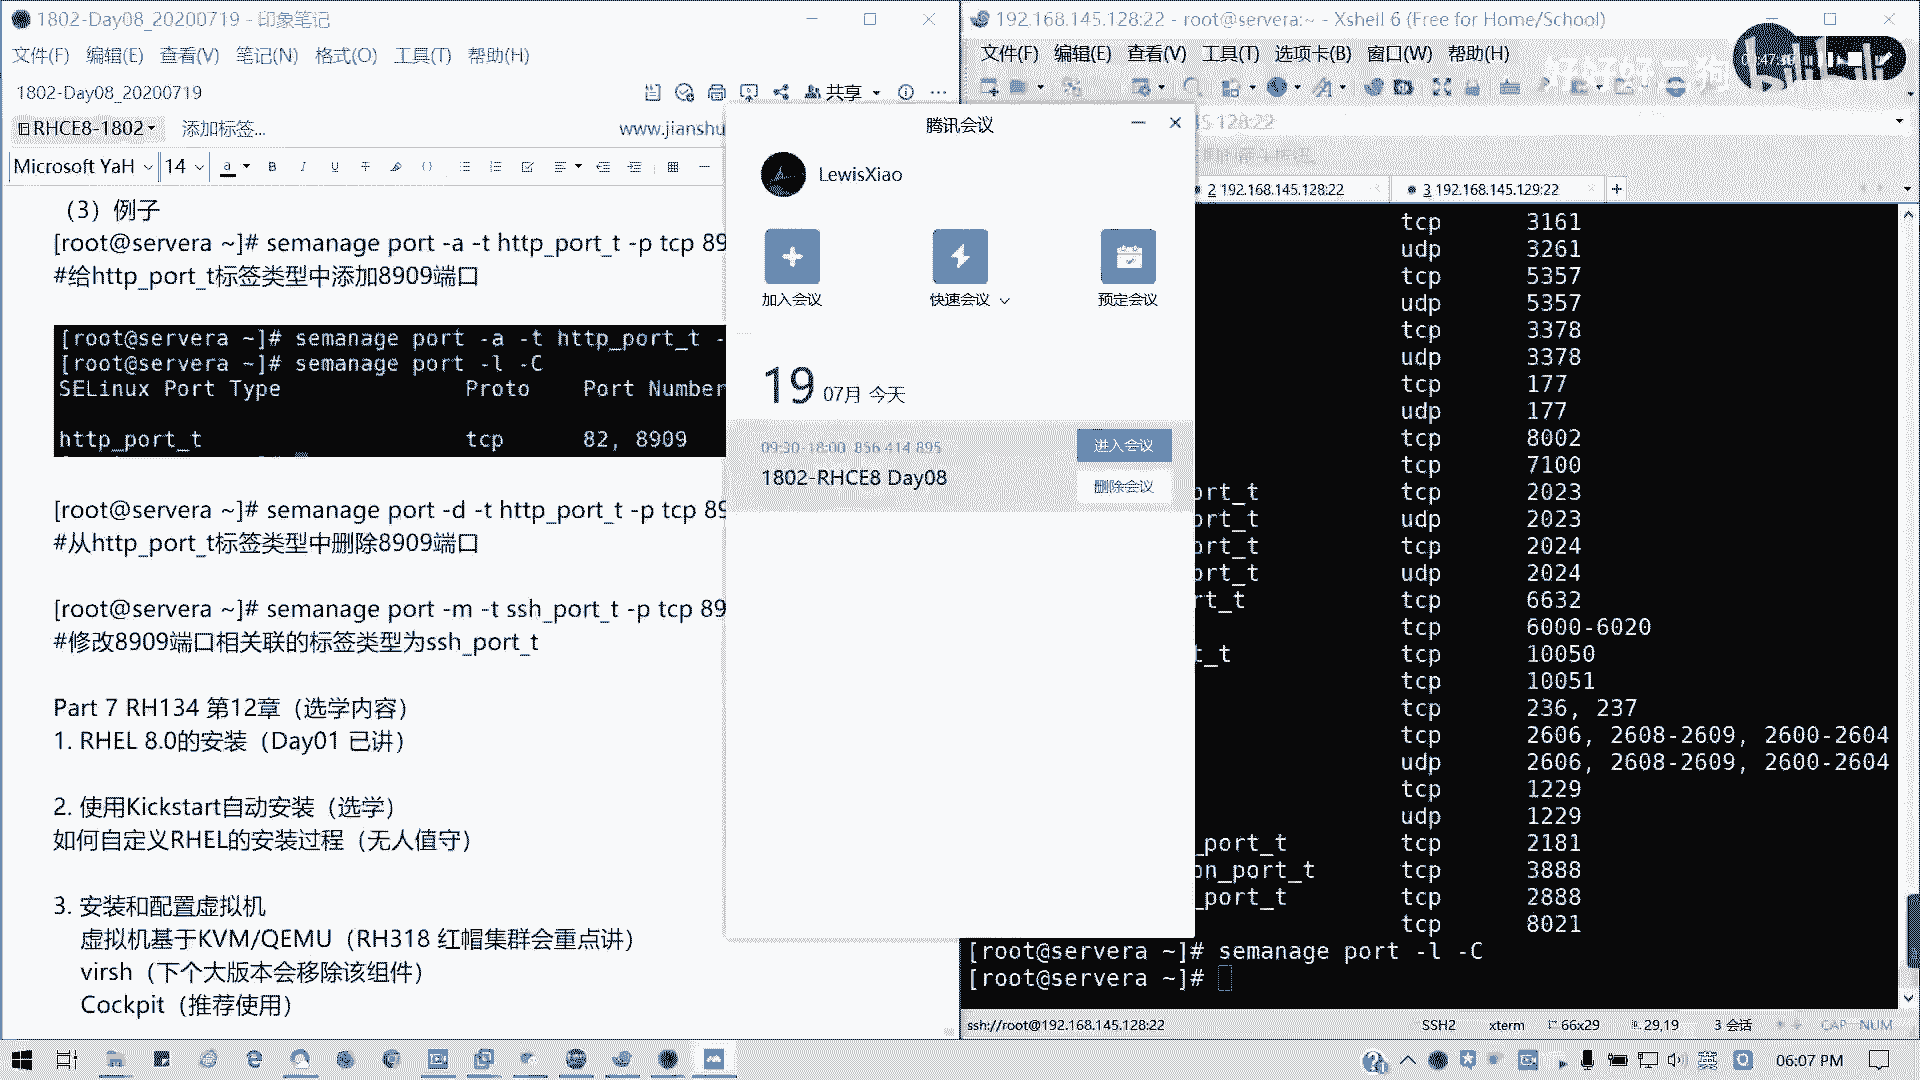 1802-Day08_20200719 - 印象笔记
文件(F) 编辑(E) 查看(V) 笔记(N) 格式(O) 工具(T) 帮助(H)
1802-Day08_20200719
共享
RHCE8-1802
添加标签...
www.jianshu
Microsoft YaH
14
（3）例子
[root@servera ~]# semanage port -a -t http_port_t -p tcp 89
#给http_port_t标签类型中添加8909端口
[root@servera ~]# semanage port -a -t http_port_t -
[root@servera ~]# semanage port -l -C
SELinux Port Type Proto Port Number
http_port_t tcp 82, 8909
[root@servera ~]# semanage port -d -t http_port_t -p tcp 89
#从http_port_t标签类型中删除8909端口
[root@servera ~]# semanage port -m -t ssh_port_t -p tcp 89
#修改8909端口相关联的标签类型为ssh_port_t
Part 7 RH134 第12章（选学内容）
1. RHEL 8.0的安装（Day01 已讲）
2. 使用Kickstart自动安装（选学）
如何自定义RHEL的安装过程（无人值守）
3. 安装和配置虚拟机
虚拟机基于KVM/QEMU（RH318 红帽集群会重点讲）
virsh（下个大版本会移除该组件）
Cockpit（推荐使用）
腾讯会议
LewisXiao
加入会议
快速会议
预定会议
19 07月 今天
09:30-18:00 856 414 895
1802-RHCE8 Day08
进入会议
删除会议
192.168.145.128:22 - root@servera:~ - Xshell 6 (Free for Home/School)
文件(F) 编辑(E) 查看(V) 工具(T) 选项卡(B) 窗口(W) 帮助(H)
2 192.168.145.128:22
3 192.168.145.129:22
tcp 3161
udp 3261
tcp 5357
udp 5357
tcp 3378
udp 3378
tcp 177
udp 177
tcp 8002
tcp 7100
ort_t tcp 2023
ort_t udp 2023
ort_t tcp 2024
ort_t udp 2024
rt_t tcp 6632
tcp 6000-6020
t_t tcp 10050
tcp 10051
tcp 236, 237
tcp 2606, 2608-2609, 2600-2604
udp 2606, 2608-2609, 2600-2604
tcp 1229
udp 1229
_port_t tcp 2181
on_port_t tcp 3888
_port_t tcp 2888
tcp 8021
[root@servera ~]# semanage port -l -C
[root@servera ~]#
ssh://root@192.168.145.128:22
SSH2
xterm
66x29
29,19
3 会话
CAP NUM
英
06:07 PM